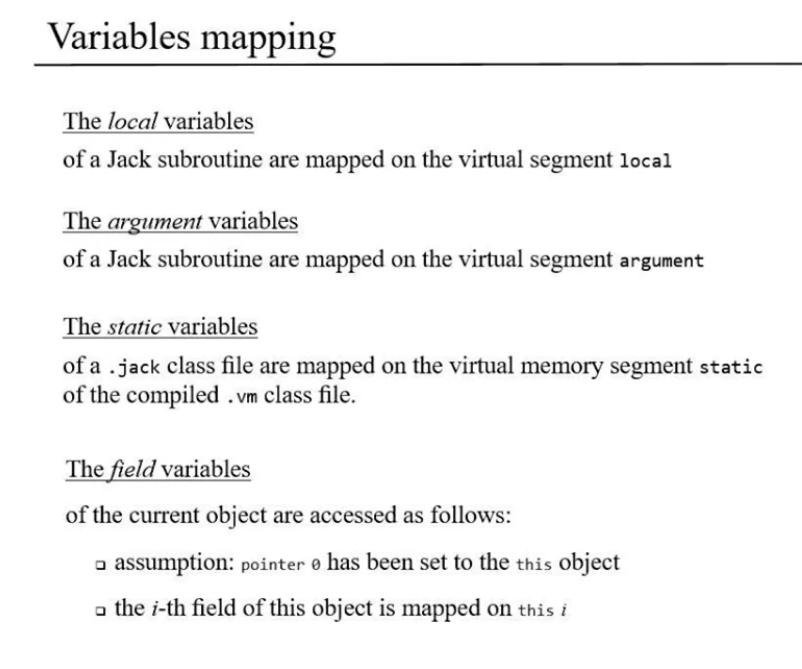 Variables mapping
The local variables
of a Jack subroutine are mapped on the virtual segment local
The argument variables
of a Jack subroutine are mapped on the virtual segment argument
The static variables
of a .jack class file are mapped on the virtual memory segment static
of the compiled .vm class file.
The field variables
of the current object are accessed as follows:
❑ assumption: pointer 0 has been set to the this object
❑ the i-th field of this object is mapped on this i